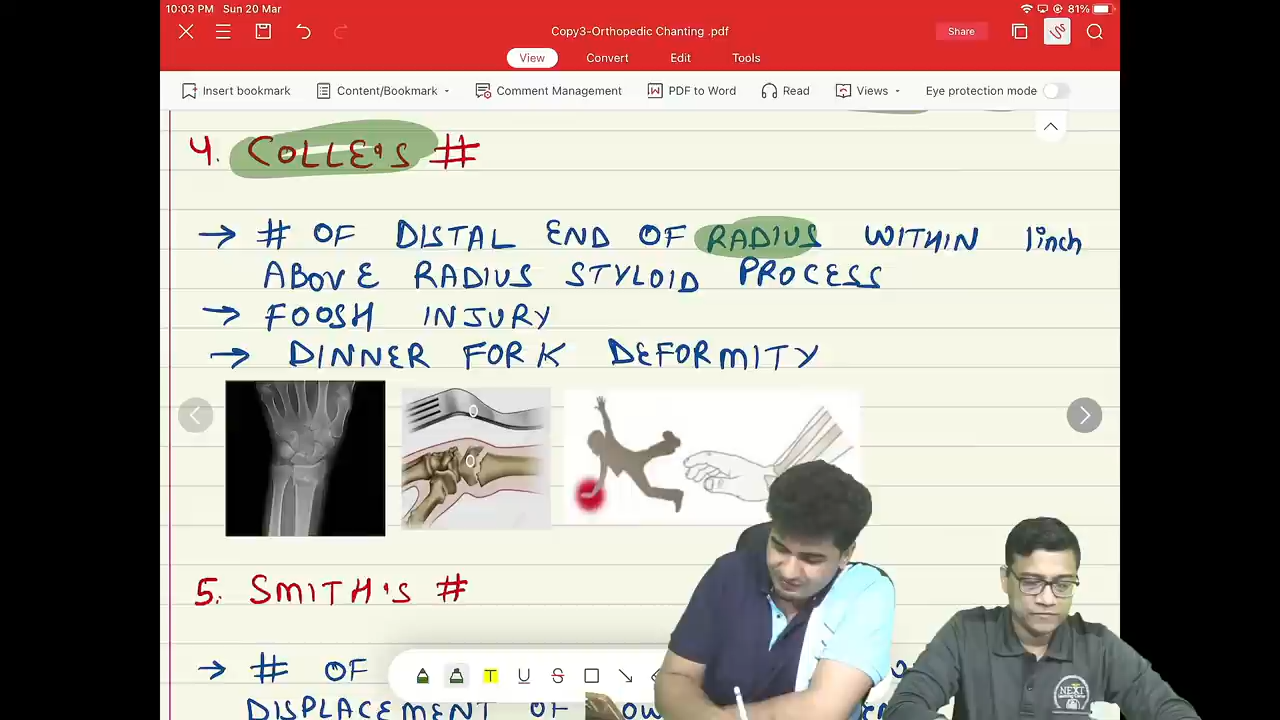 10:03 PM Sun 20 Mar
81%
Copy3-Orthopedic Chanting .pdf
Share
View Convert Edit Tools
Insert bookmark Content/Bookmark Comment Management PDF to Word Read Views Eye protection mode
4. COLLE'S #
→ # OF DISTAL END OF RADIUS WITHIN 1inch
ABOVE RADIUS STYLOID PROCESS
→ FOOSH INJURY
→ DINNER FORK DEFORMITY
5. SMITH'S #
→ # OF
DISPLACEMENT OF
T U S
NEXT